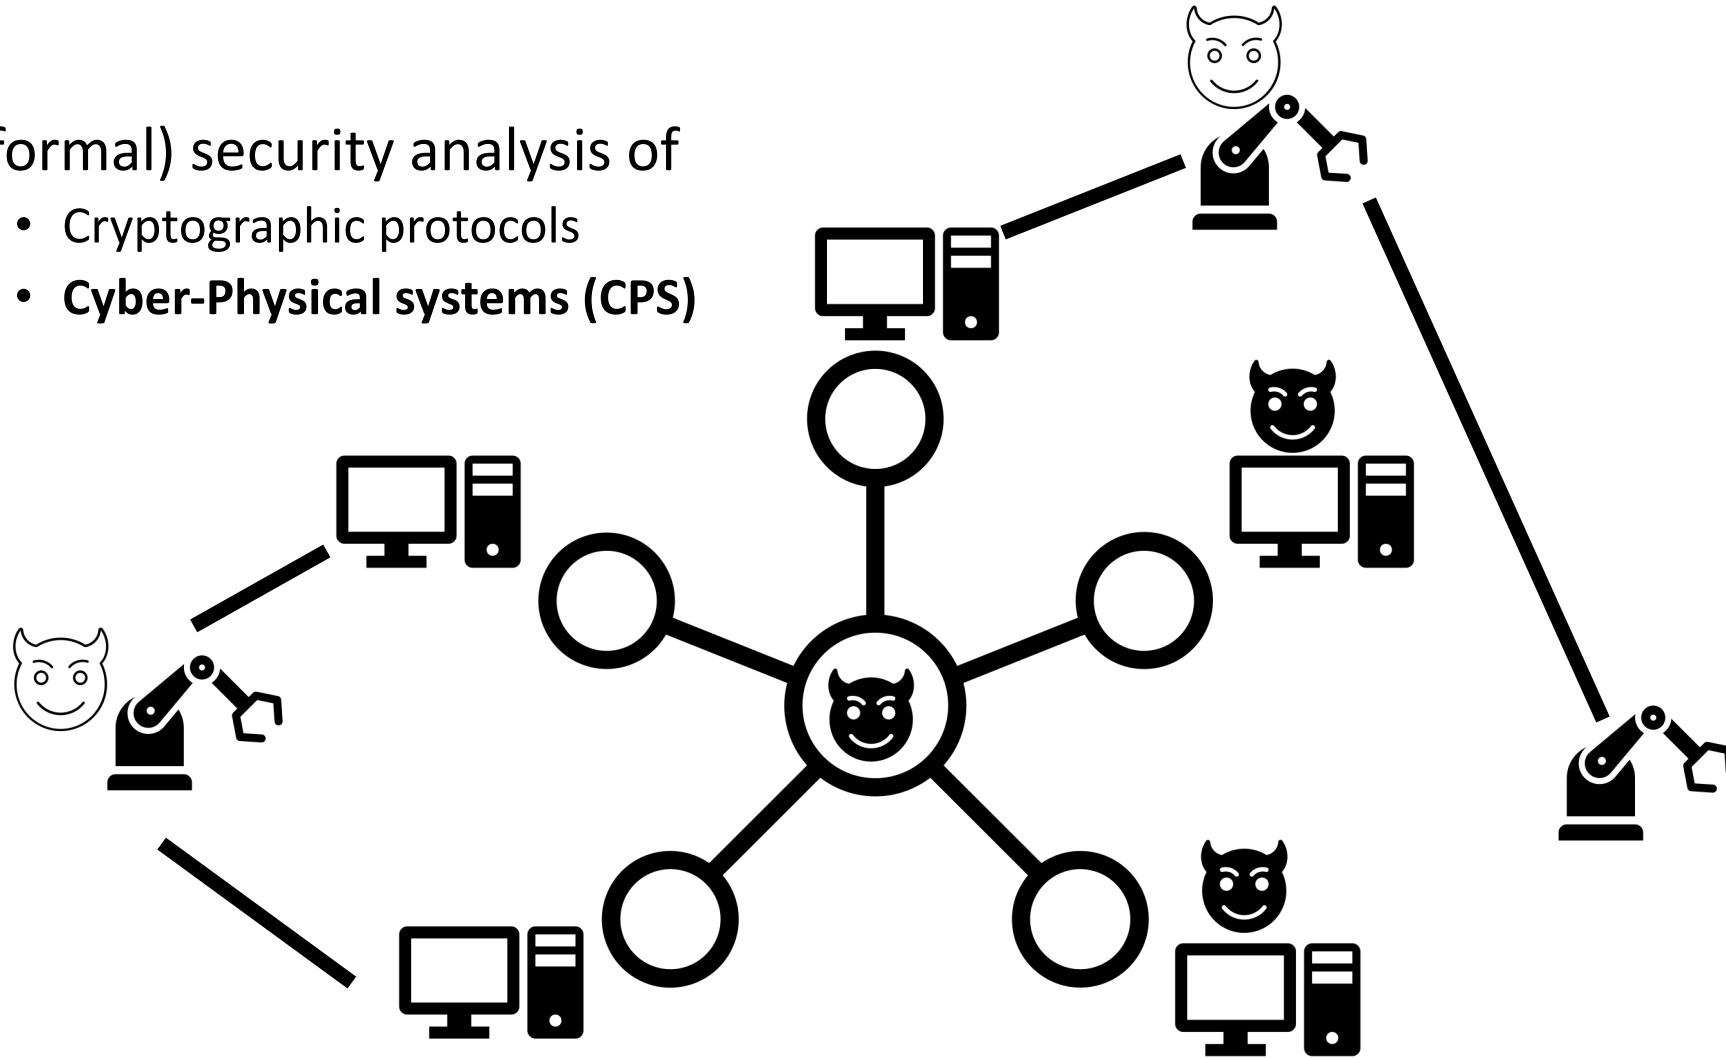 formal) security analysis of
• Cryptographic protocols
• Cyber-Physical systems (CPS)